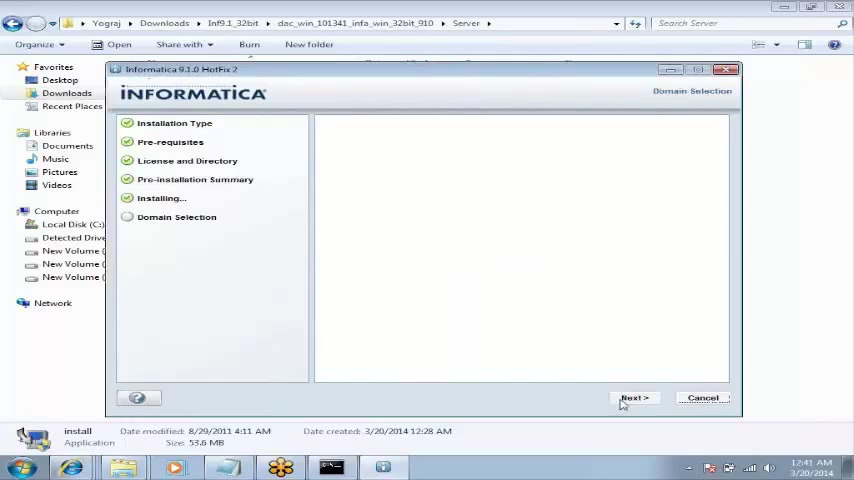 Yograj ▸ Downloads ▸ Inf9.1_32bit ▸ dac_win_101341_infa_win_32bit_910 ▸ Server ▸
Search Server
Organize
Open
Share with
New folder
Favorites
Desktop
Downloads
Recent Places
Libraries
Documents
Music
Pictures
Videos
Computer
Local Disk (C:)
Detected Drive
New Volume (
New Volume (
New Volume (
Network
Informatica 9.1.0 HotFix 2
INFORMATICA
Domain Selection
Installation Type
Pre-requisites
License and Directory
Pre-installation Summary
Installing...
Domain Selection
?
Next >
Cancel
install
Date modified: 8/29/2011 4:11 AM
Date created: 3/20/2014 12:28 AM
Application
Size: 53.6 MB
12:41 AM
3/20/2014